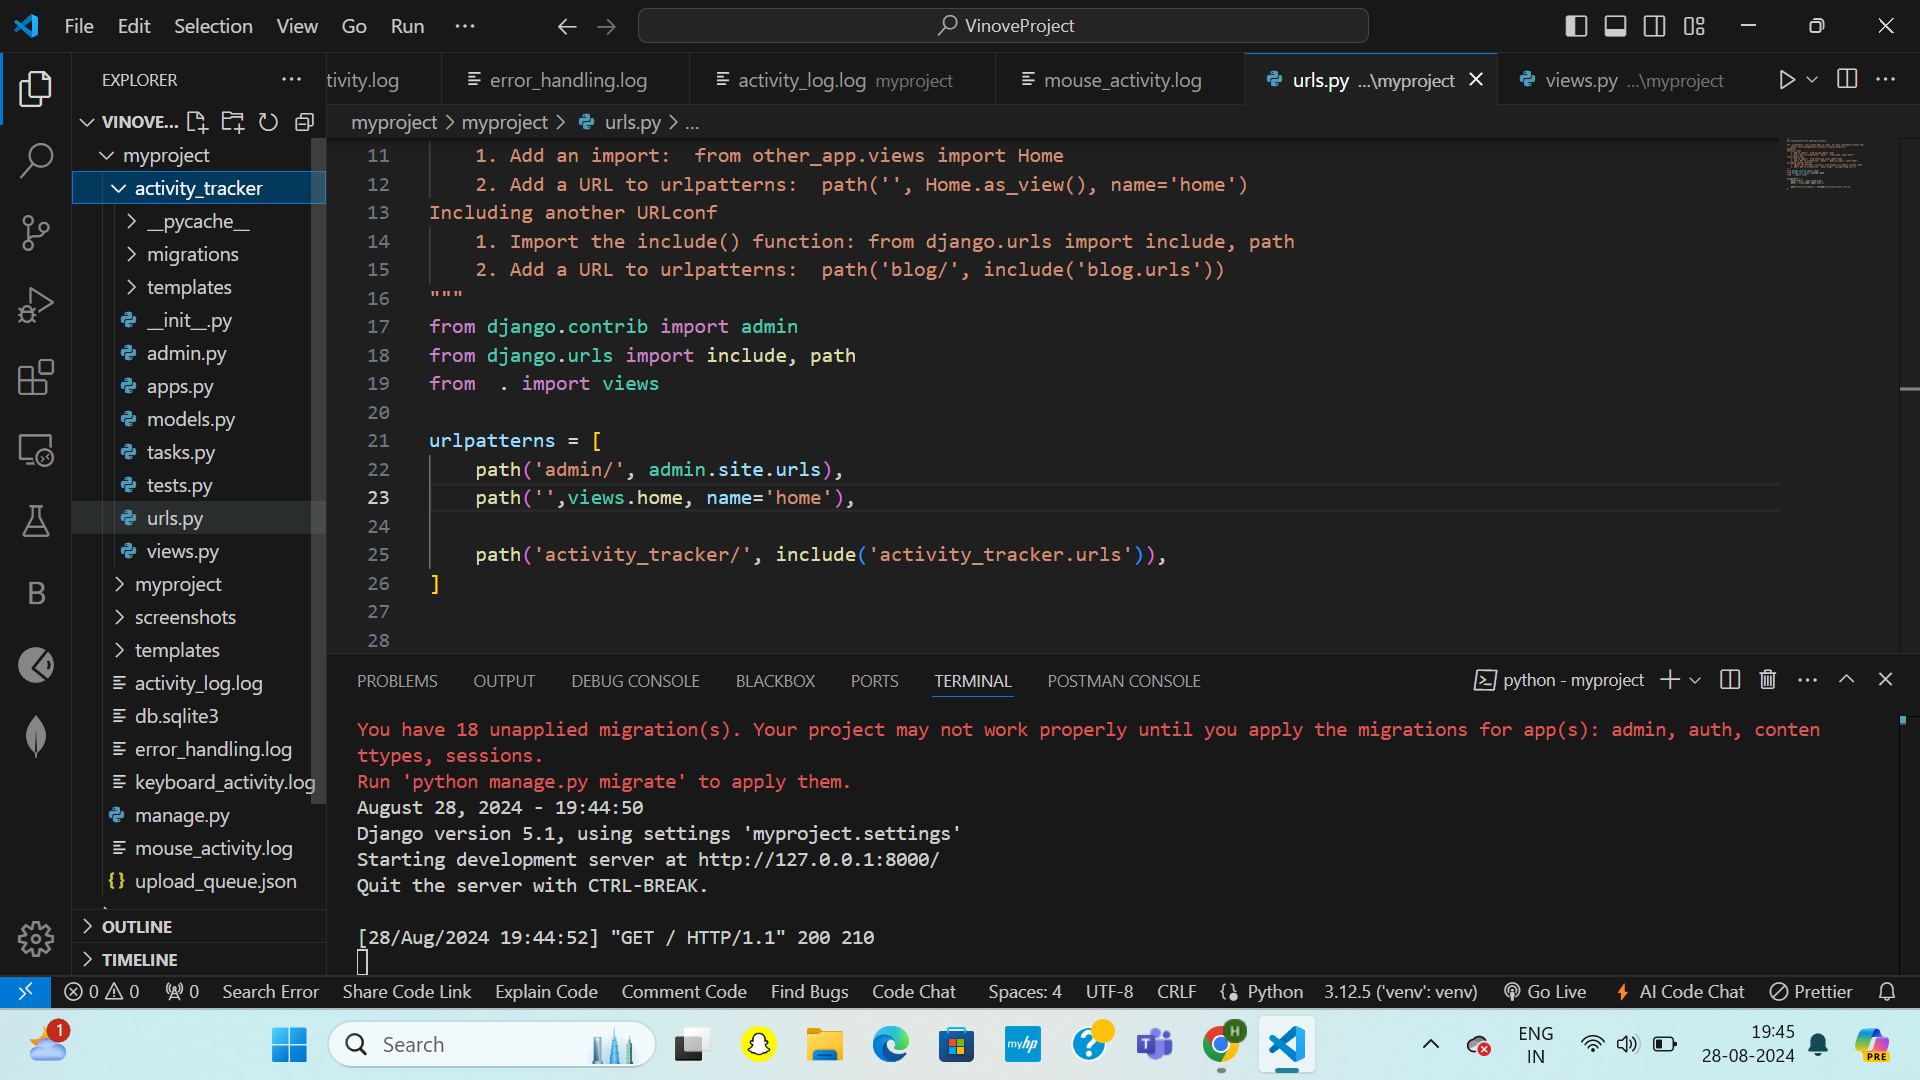 File Edit Selection View Go Run ··· VinoveProject
EXPLORER ···
tivity.log error_handling.log activity_log.log myproject mouse_activity.log urls.py ...\myproject views.py ...\myproject
VINOVE...
myproject > myproject > urls.py > ...
myproject
activity_tracker
__pycache__
migrations
templates
__init__.py
admin.py
apps.py
models.py
tasks.py
tests.py
urls.py
views.py
myproject
screenshots
templates
activity_log.log
db.sqlite3
error_handling.log
keyboard_activity.log
manage.py
mouse_activity.log
{} upload_queue.json
OUTLINE
TIMELINE
11 1. Add an import:  from other_app.views import Home
12 2. Add a URL to urlpatterns:  path('', Home.as_view(), name='home')
13 Including another URLconf
14 1. Import the include() function: from django.urls import include, path
15 2. Add a URL to urlpatterns:  path('blog/', include('blog.urls'))
16 """
17 from django.contrib import admin
18 from django.urls import include, path
19 from  . import views
20
21 urlpatterns = [
22 path('admin/', admin.site.urls),
23 path('',views.home, name='home'),
24
25 path('activity_tracker/', include('activity_tracker.urls')),
26 ]
27
28
PROBLEMS OUTPUT DEBUG CONSOLE BLACKBOX PORTS TERMINAL POSTMAN CONSOLE python - myproject
You have 18 unapplied migration(s). Your project may not work properly until you apply the migrations for app(s): admin, auth, conten
ttypes, sessions.
Run 'python manage.py migrate' to apply them.
August 28, 2024 - 19:44:50
Django version 5.1, using settings 'myproject.settings'
Starting development server at http://127.0.0.1:8000/
Quit the server with CTRL-BREAK.
[28/Aug/2024 19:44:52] "GET / HTTP/1.1" 200 210
0 0 0 Search Error Share Code Link Explain Code Comment Code Find Bugs Code Chat Spaces: 4 UTF-8 CRLF Python 3.12.5 ('venv': venv) Go Live AI Code Chat Prettier
B
1 Search myhp T H ENG 19:45
IN 28-08-2024 PRE